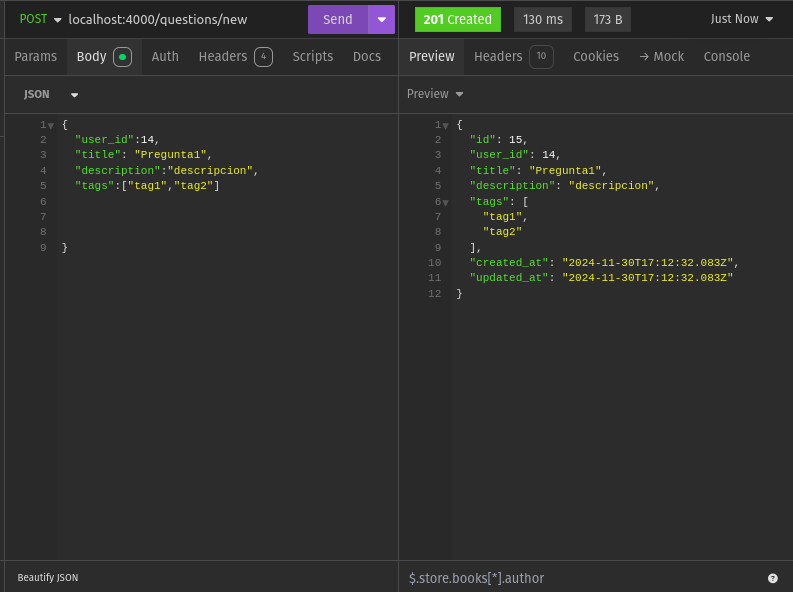 POST localhost:4000/questions/new Send 201 Created 130 ms 173 B Just Now
Params Body Auth Headers 4 Scripts Docs
Preview Headers 10 Cookies → Mock Console
JSON
Preview
1 {
2 "user_id":14,
3 "title": "Pregunta1",
4 "description":"descripcion",
5 "tags":["tag1","tag2"]
6
7
8
9 }
1 {
2 "id": 15,
3 "user_id": 14,
4 "title": "Pregunta1",
5 "description": "descripcion",
6 "tags": [
7 "tag1",
8 "tag2"
9 ],
10 "created_at": "2024-11-30T17:12:32.083Z",
11 "updated_at": "2024-11-30T17:12:32.083Z"
12 }
Beautify JSON
$.store.books[*].author ?